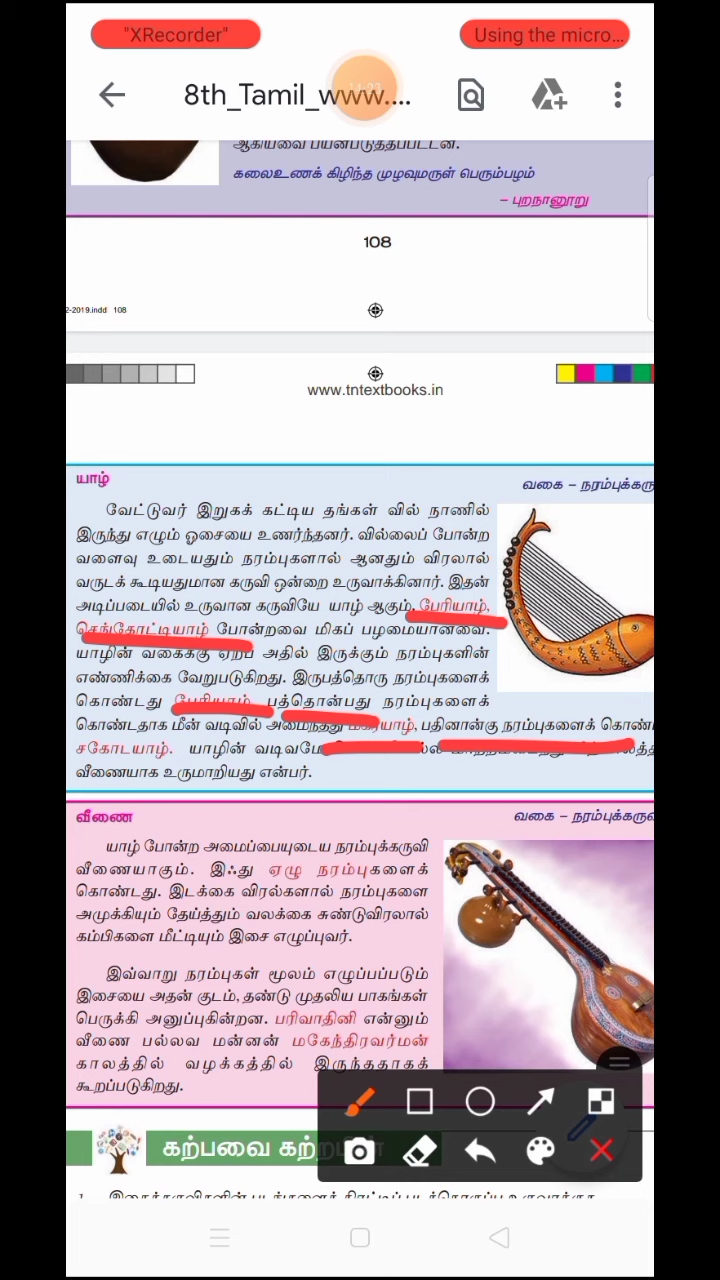 "XRecorder"
Using the micro...
8th_Tamil_www....
ஆகியவை பயன்படுத்தப்பட்டன.
கலைஉணக் கிழிந்த முழவுமருள் பெரும்பழம்
– புறநானூறு
108
2-2019.indd 108
www.tntextbooks.in
யாழ்
வகை – நரம்புக்கரு
வேட்டுவர் இறுகக் கட்டிய தங்கள் வில் நாணில்
இருந்து எழும் ஓசையை உணர்ந்தனர். வில்லைப் போன்ற
வளைவு உடையதும் நரம்புகளால் ஆனதும் விரலால்
வருடக் கூடியதுமான கருவி ஒன்றை உருவாக்கினார். இதன்
அடிப்படையில் உருவான கருவியே யாழ் ஆகும். பேரியாழ்,
செங்கோட்டியாழ் போன்றவை மிகப் பழமையானவை.
யாழின் வகைக்கு ஏற்ப அதில் இருக்கும் நரம்புகளின்
எண்ணிக்கை வேறுபடுகிறது. இருபத்தொரு நரம்புகளைக்
கொண்டது பேரியாழ். பத்தொன்பது நரம்புகளைக்
கொண்டதாக மீன் வடிவில் அமைந்தது மகரயாழ், பதினான்கு நரம்புகளைக் கொண்
சகோடயாழ். யாழின் வடிவமே
வீணையாக உருமாறியது என்பர்.
வீணை
வகை – நரம்புக்கருவ
யாழ் போன்ற அமைப்பையுடைய நரம்புக்கருவி
வீணையாகும். இஃது ஏழு நரம்புகளைக்
கொண்டது. இடக்கை விரல்களால் நரம்புகளை
அமுக்கியும் தேய்த்தும் வலக்கை சுண்டுவிரலால்
கம்பிகளை மீட்டியும் இசை எழுப்புவர்.
இவ்வாறு நரம்புகள் மூலம் எழுப்பப்படும்
இசையை அதன் குடம், தண்டு முதலிய பாகங்கள்
பெருக்கி அனுப்புகின்றன. பரிவாதினி என்னும்
வீணை பல்லவ மன்னன் மகேந்திரவர்மன்
காலத்தில் வழக்கத்தில் இருந்ததாகக்
கூறப்படுகிறது.
கற்பவை கற்றபின்